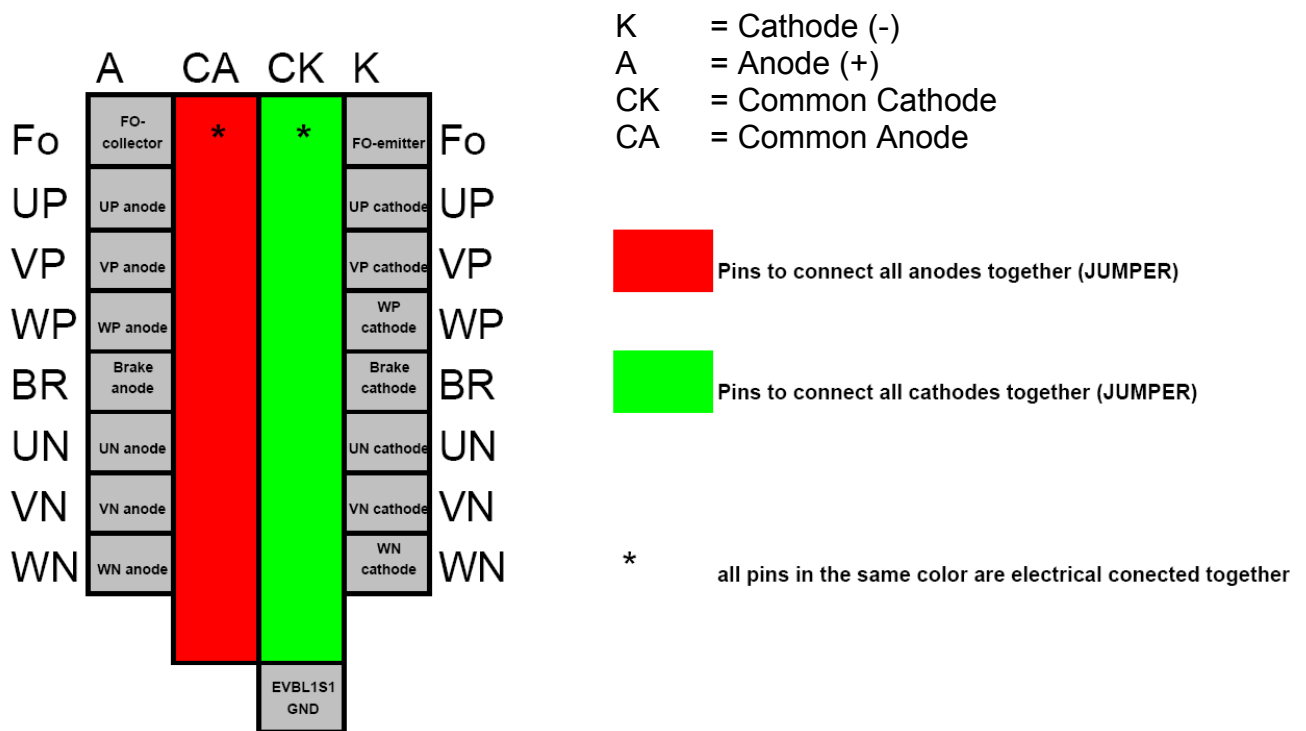 K = Cathode (-)
A = Anode (+)
CK = Common Cathode
CA = Common Anode
A CA CK K
Fo FO-collector * * FO-emitter Fo
UP UP anode UP cathode UP
VP VP anode VP cathode VP
WP WP anode WP cathode WP
BR Brake anode Brake cathode BR
UN UN anode UN cathode UN
VN VN anode VN cathode VN
WN WN anode WN cathode WN
EVBL1S1
GND
Pins to connect all anodes together (JUMPER)
Pins to connect all cathodes together (JUMPER)
* all pins in the same color are electrical conected together